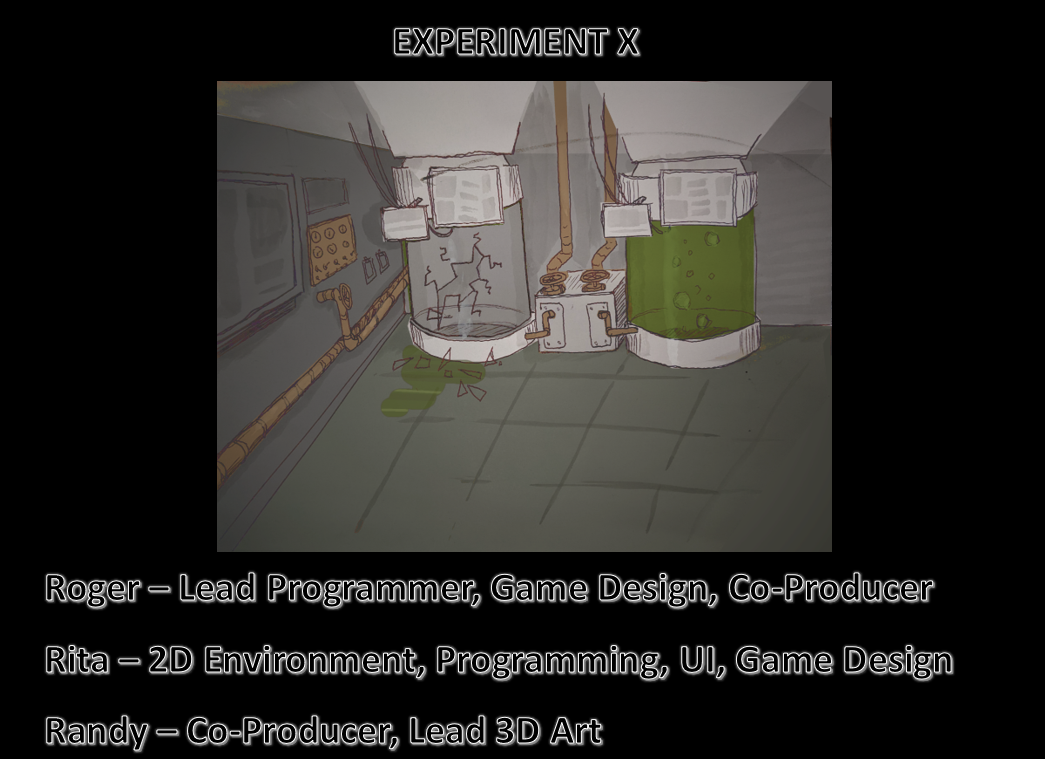 EXPERIMENT X
Roger – Lead Programmer, Game Design, Co-Producer
Rita – 2D Environment, Programming, UI, Game Design
Randy – Co-Producer, Lead 3D Art